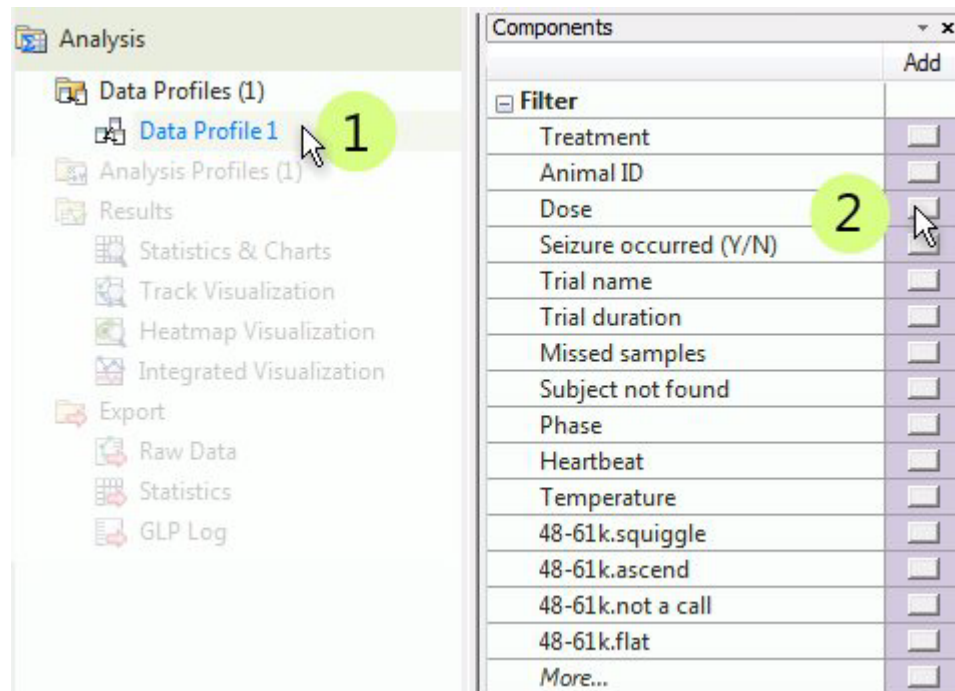 Analysis
Data Profiles (1)
Data Profile 1
1
Analysis Profiles (1)
Results
Statistics & Charts
Track Visualization
Heatmap Visualization
Integrated Visualization
Export
Raw Data
Statistics
GLP Log
Components
Add
Filter
Treatment
Animal ID
Dose
2
Seizure occurred (Y/N)
Trial name
Trial duration
Missed samples
Subject not found
Phase
Heartbeat
Temperature
48-61k.squiggle
48-61k.ascend
48-61k.not a call
48-61k.flat
More...